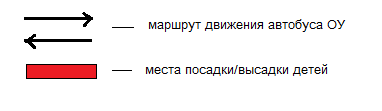 маршрут движения автобуса ОУ
места посадки/высадки детей